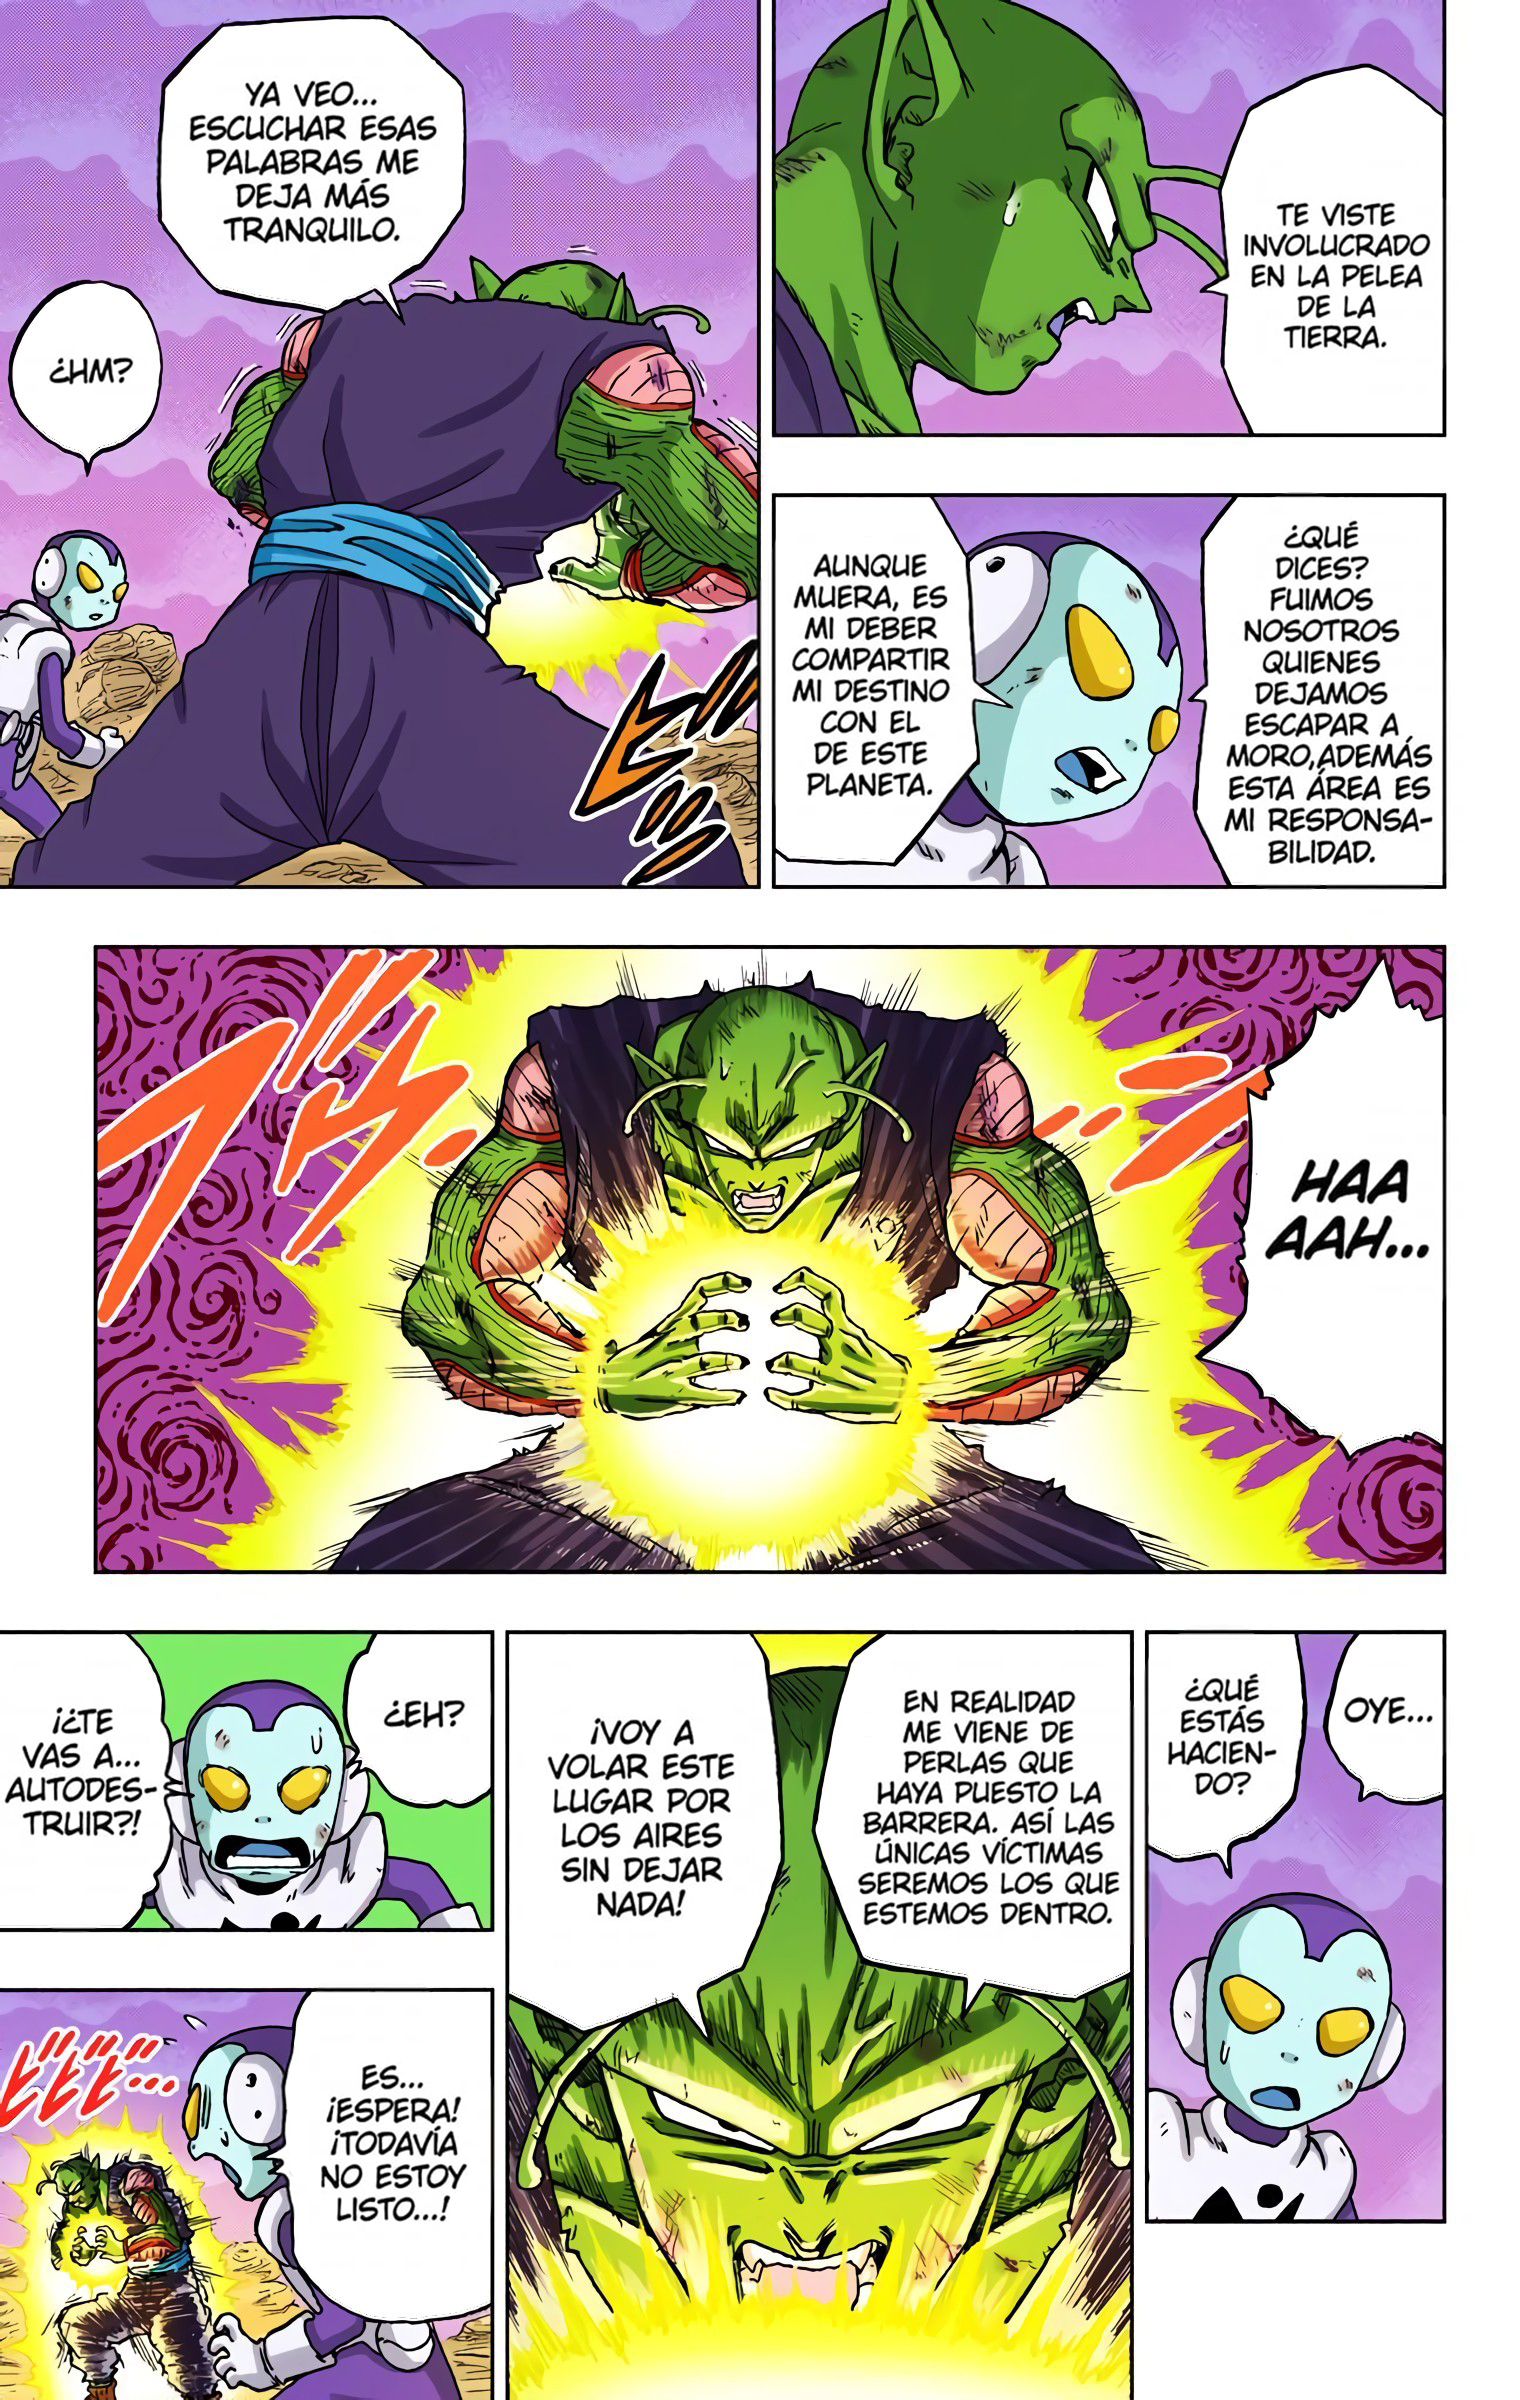 TE VISTE
INVOLUCRADO
EN LA PELEA
DE LA
TIERRA.
¿QUÉ
DICES?
FUIMOS
NOSOTROS
QUIENES
DEJAMOS
ESCAPAR A
MORO,ADEMÁS
ESTA ÁREA ES
MI RESPONSA-
BILIDAD.
AUNQUE
MUERA, ES
MI DEBER
COMPARTIR
MI DESTINO
CON EL
DE ESTE
PLANETA.
YA VEO...
ESCUCHAR ESAS
PALABRAS ME
DEJA MÁS
TRANQUILO.
¿HM?
HAA
AAH...
OYE...
¿QUÉ
ESTÁS
HACIEN-
DO?
EN REALIDAD
ME VIENE DE
PERLAS QUE
HAYA PUESTO LA
BARRERA. ASÍ LAS
ÚNICAS VÍCTIMAS
SEREMOS LOS QUE
ESTEMOS DENTRO.
¡VOY A
VOLAR ESTE
LUGAR POR
LOS AIRES
SIN DEJAR
NADA!
¿EH?
¡¿TE
VAS A...
AUTODES-
TRUIR?!
ES...
¡ESPERA!
¡TODAVÍA
NO ESTOY
LISTO...!
ビビビ...